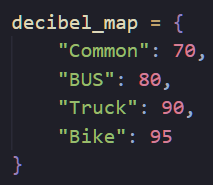 decibel_map = {
    "Common": 70,
    "BUS": 80,
    "Truck": 90,
    "Bike": 95
}